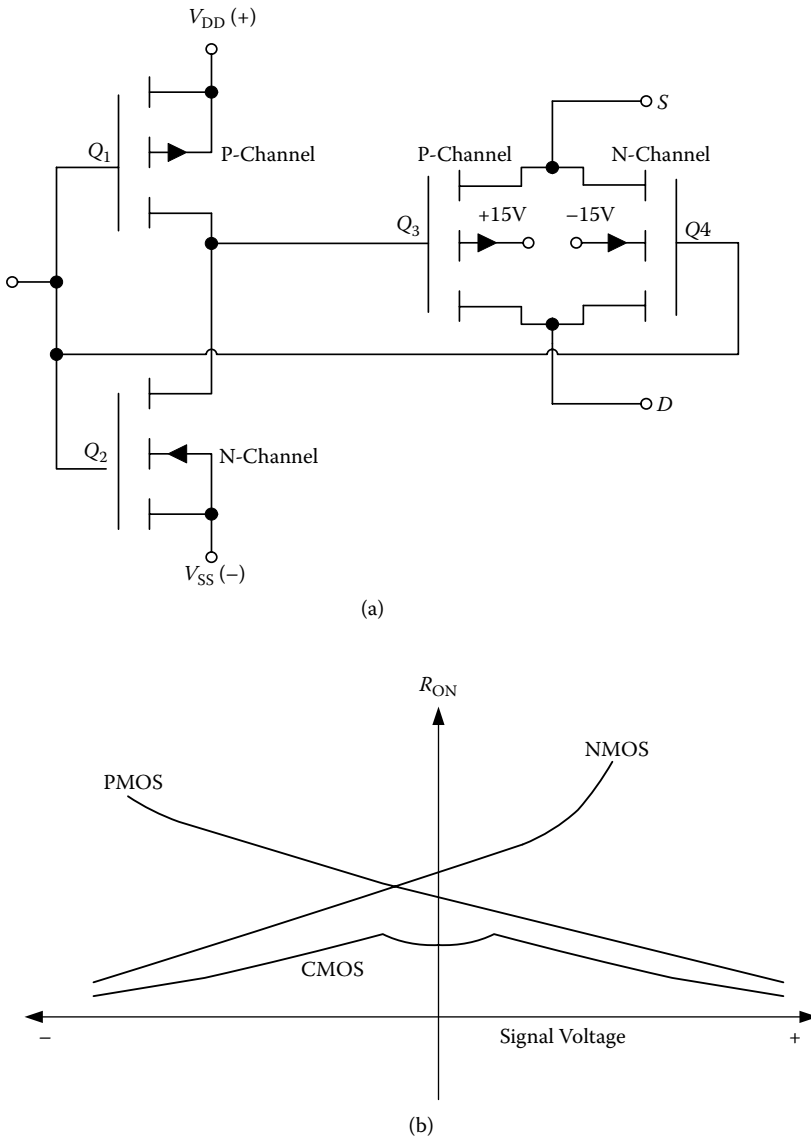 V_DD (+)
S
Q_1
P-Channel
P-Channel
N-Channel
+15V
–15V
Q_3
Q4
D
Q_2
N-Channel
V_SS (–)
(a)
R_ON
NMOS
PMOS
CMOS
–
Signal Voltage
+
(b)